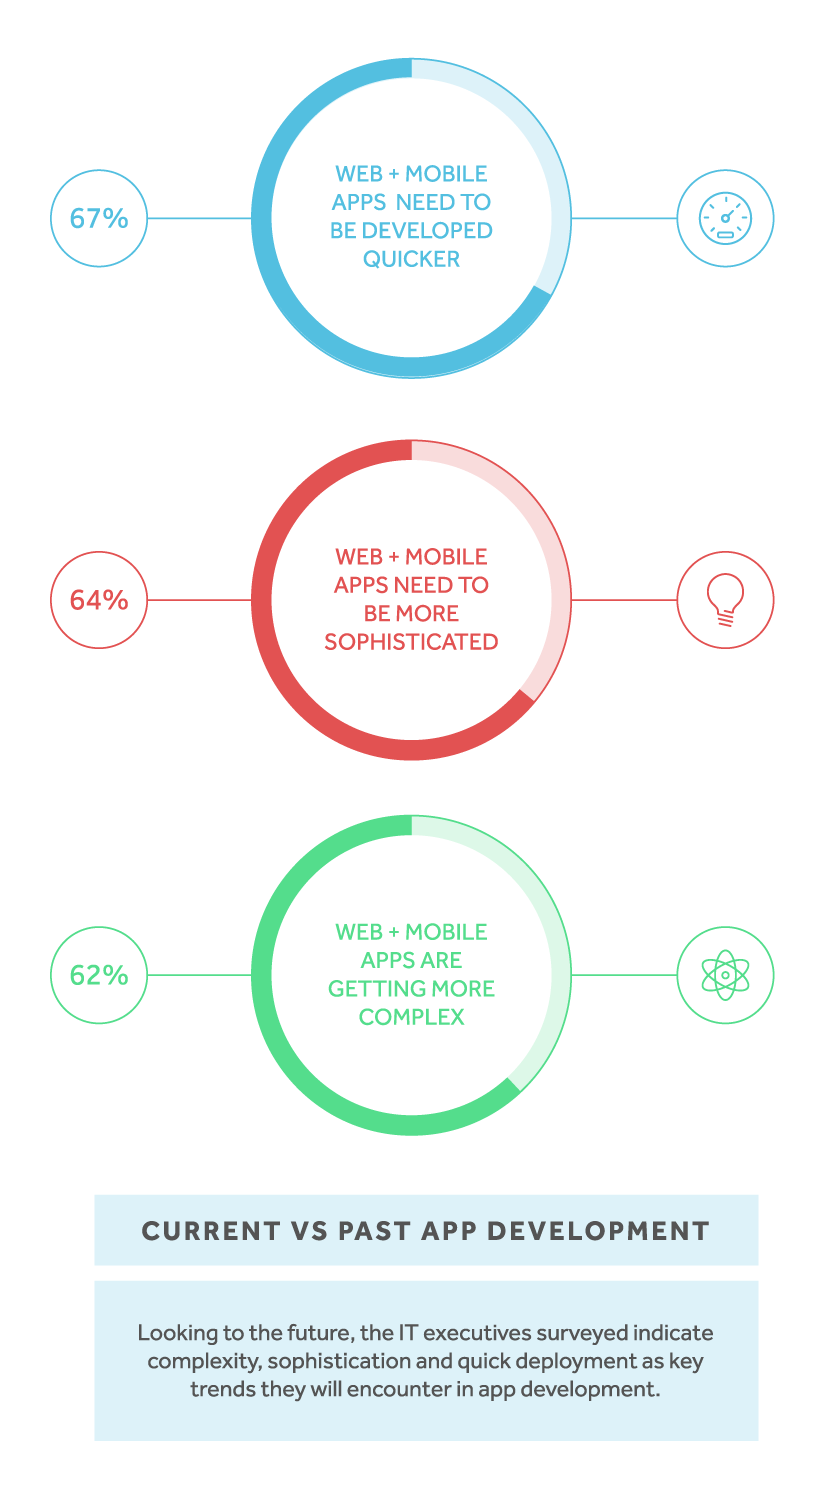 67%
WEB + MOBILE
APPS NEED TO
BE DEVELOPED
QUICKER
64%
WEB + MOBILE
APPS NEED TO
BE MORE
SOPHISTICATED
62%
WEB + MOBILE
APPS ARE
GETTING MORE
COMPLEX
CURRENT VS PAST APP DEVELOPMENT
Looking to the future, the IT executives surveyed indicate
complexity, sophistication and quick deployment as key
trends they will encounter in app development.